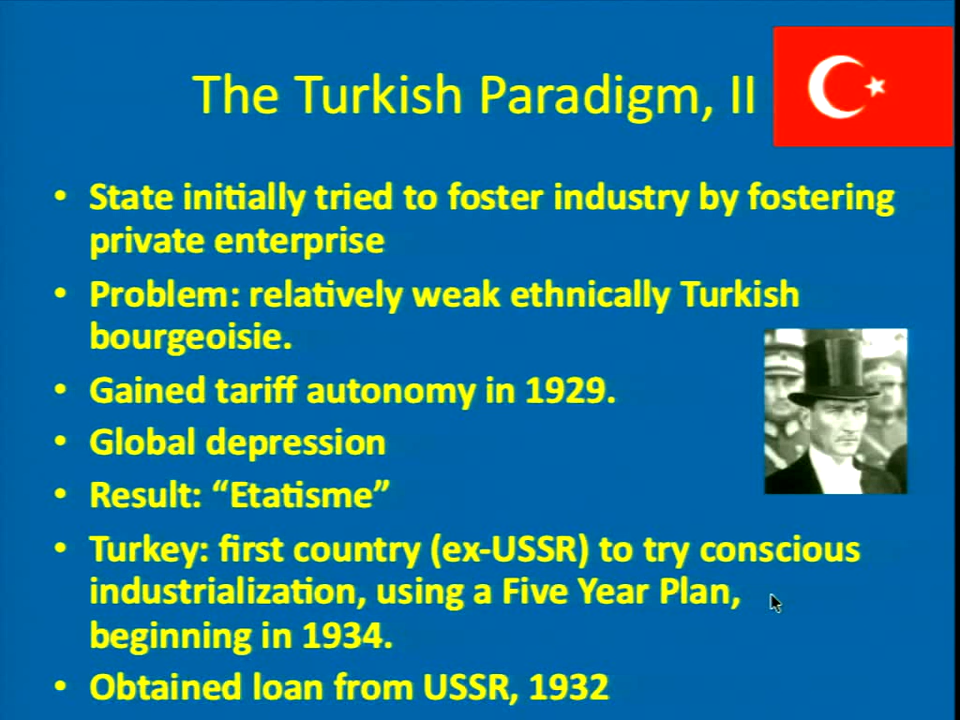 The Turkish Paradigm, II
• State initially tried to foster industry by fostering
private enterprise
• Problem: relatively weak ethnically Turkish
bourgeoisie.
• Gained tariff autonomy in 1929.
• Global depression
• Result: “Etatisme”
• Turkey: first country (ex-USSR) to try conscious
industrialization, using a Five Year Plan,
beginning in 1934.
• Obtained loan from USSR, 1932